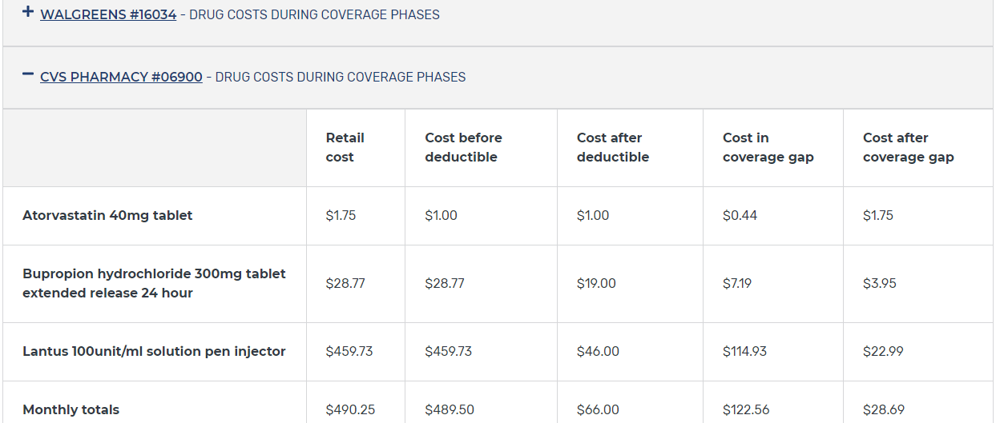 WALGREENS #16034 - DRUG COSTS DURING COVERAGE PHASES
CVS PHARMACY #06900 - DRUG COSTS DURING COVERAGE PHASES
Retail cost Cost before deductible Cost after deductible Cost in coverage gap Cost after coverage gap
Atorvastatin 40mg tablet $1.75 $1.00 $1.00 $0.44 $1.75
Bupropion hydrochloride 300mg tablet extended release 24 hour $28.77 $28.77 $19.00 $7.19 $3.95
Lantus 100unit/ml solution pen injector $459.73 $459.73 $46.00 $114.93 $22.99
Monthly totals $490.25 $489.50 $66.00 $122.56 $28.69